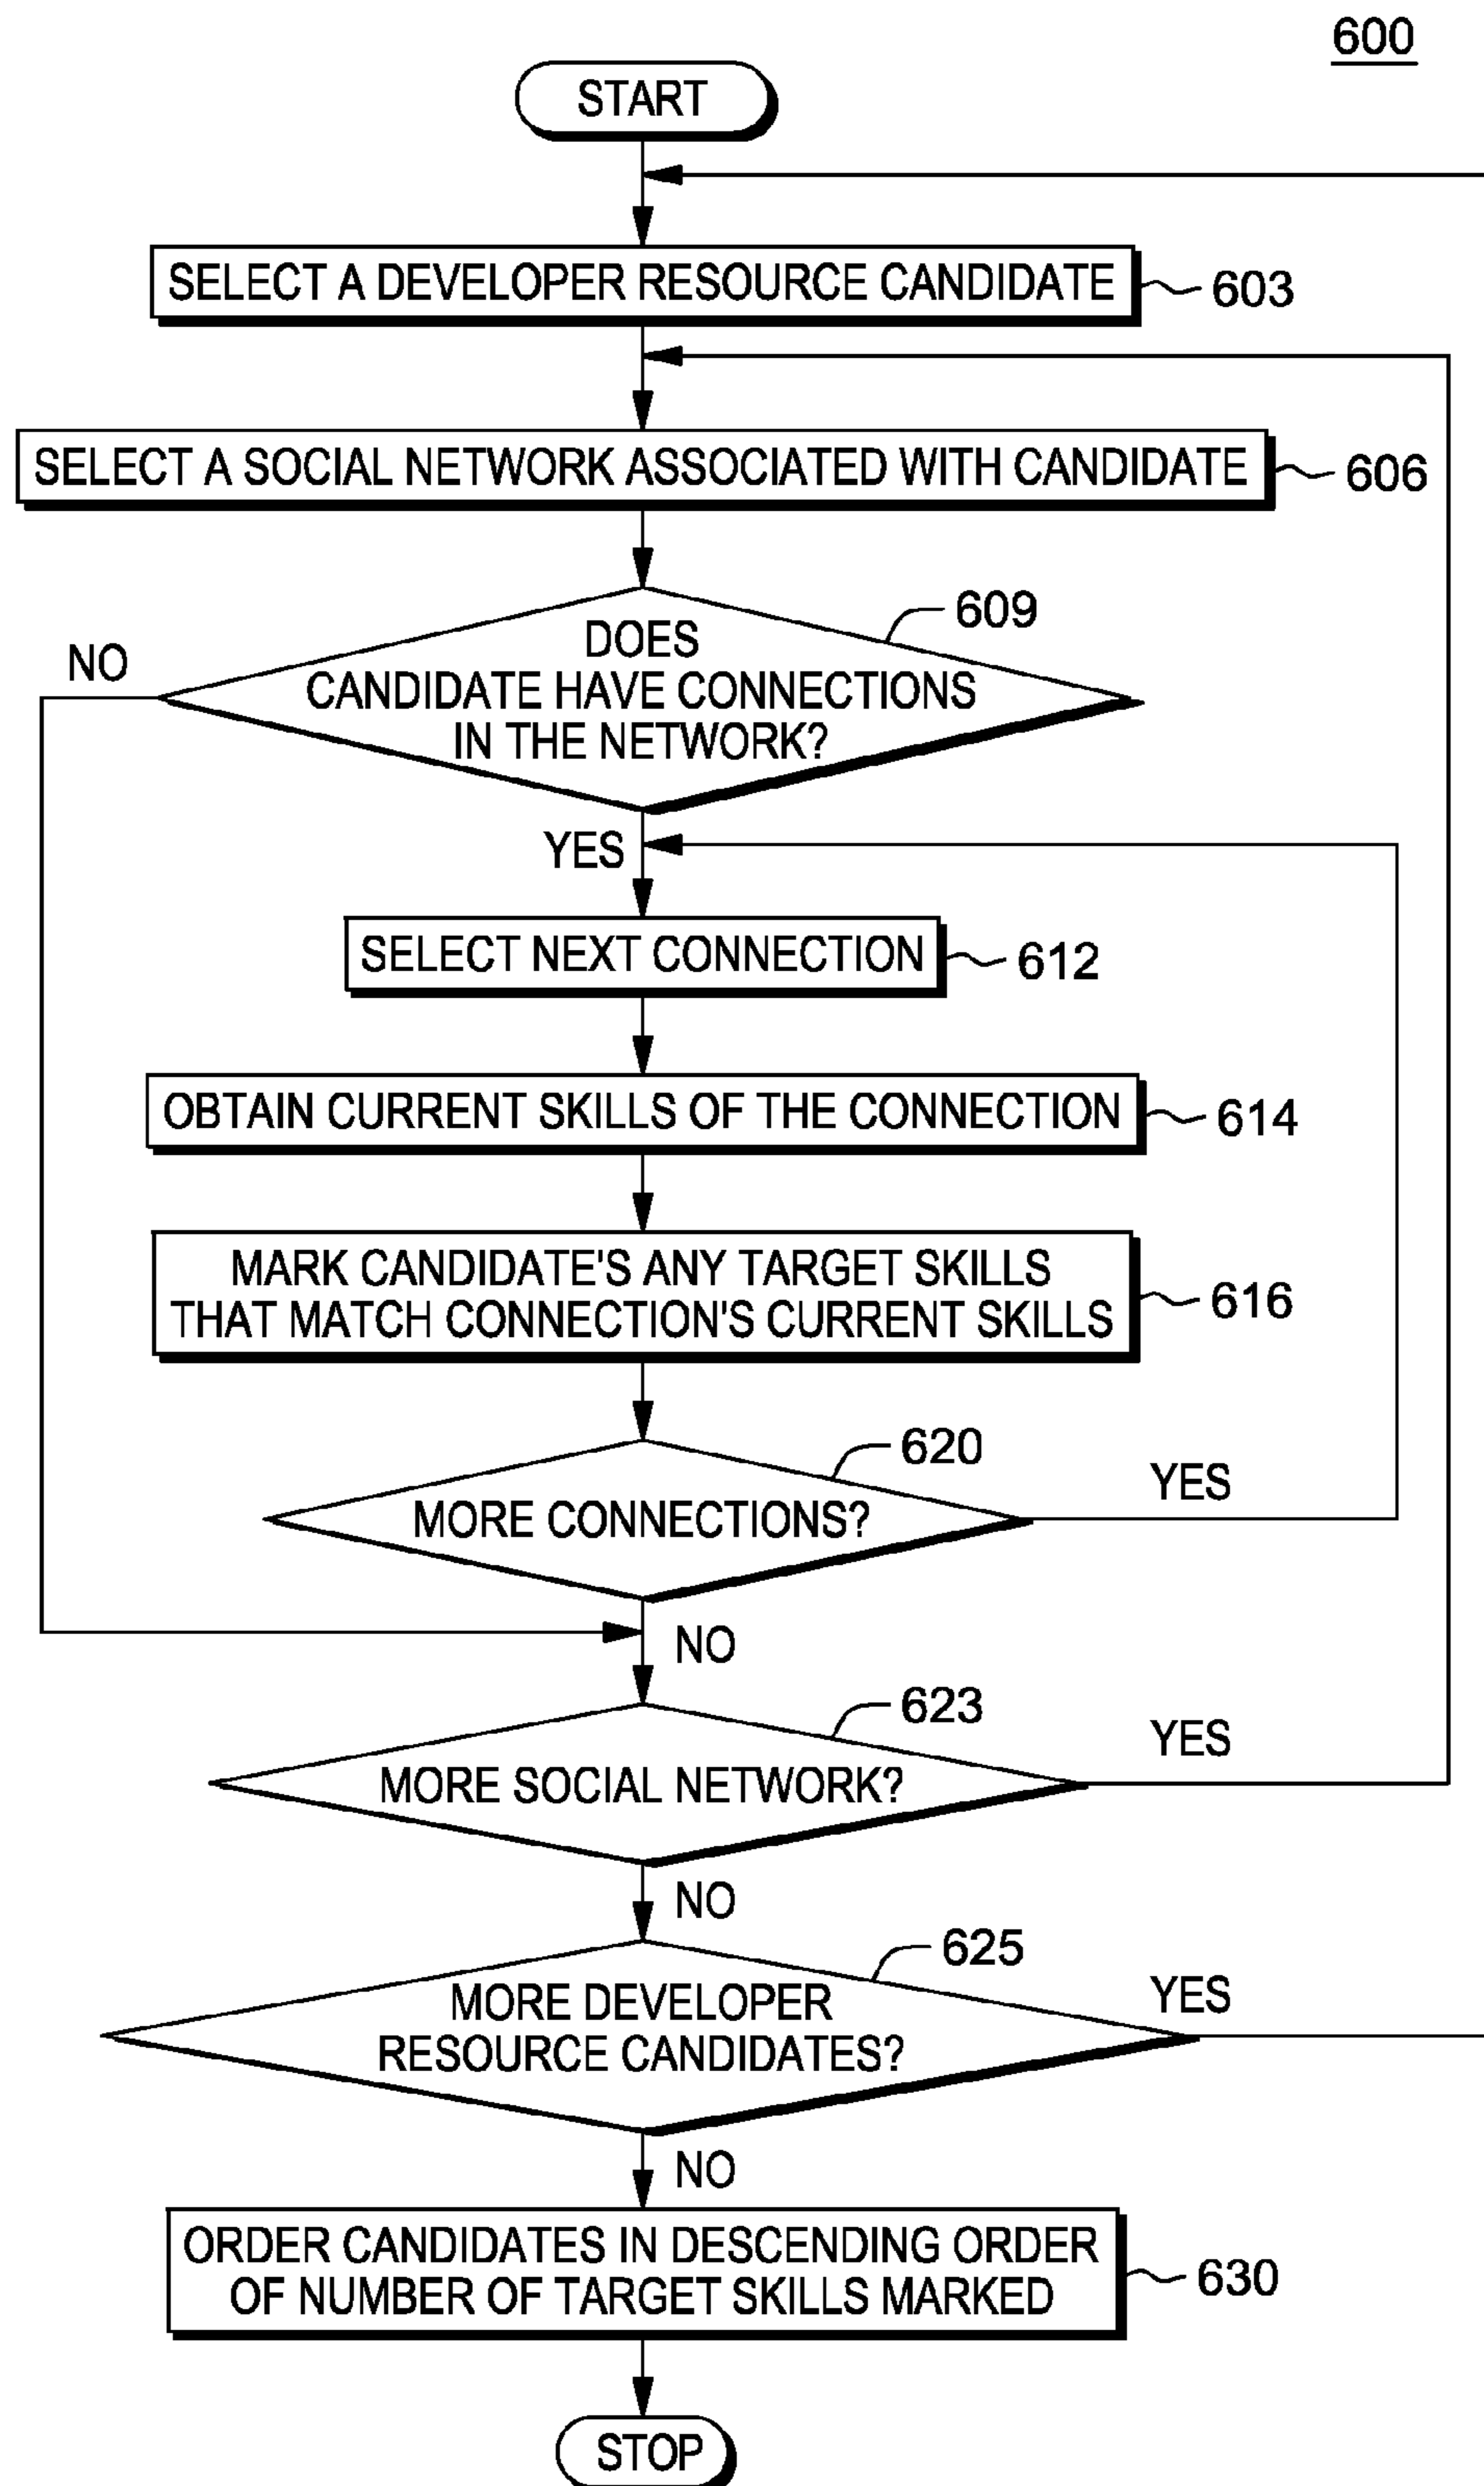 600
START
SELECT A DEVELOPER RESOURCE CANDIDATE
603
SELECT A SOCIAL NETWORK ASSOCIATED WITH CANDIDATE
606
609
DOES
CANDIDATE HAVE CONNECTIONS
IN THE NETWORK?
NO
YES
SELECT NEXT CONNECTION
612
OBTAIN CURRENT SKILLS OF THE CONNECTION
614
MARK CANDIDATE'S ANY TARGET SKILLS
THAT MATCH CONNECTION'S CURRENT SKILLS
616
620
MORE CONNECTIONS?
YES
NO
623
MORE SOCIAL NETWORK?
YES
NO
625
MORE DEVELOPER
RESOURCE CANDIDATES?
YES
NO
ORDER CANDIDATES IN DESCENDING ORDER
OF NUMBER OF TARGET SKILLS MARKED
630
STOP